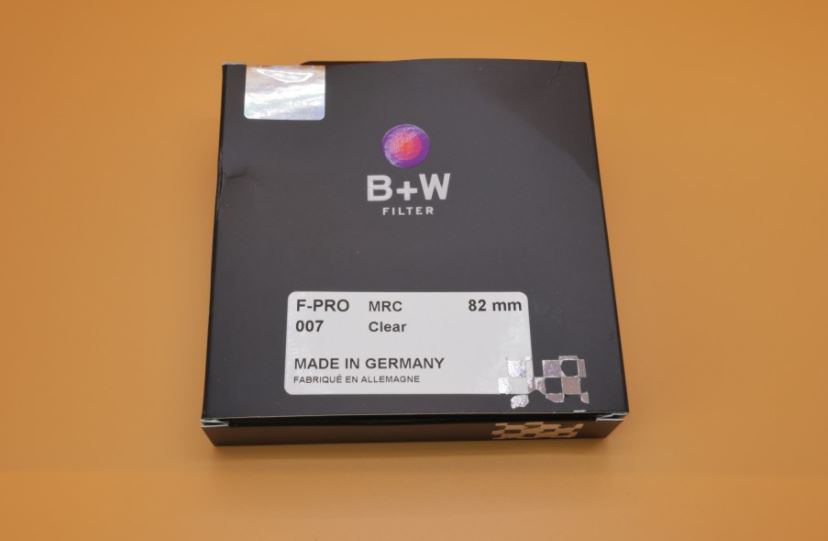 B+W
FILTER
F-PRO MRC 82 mm
007 Clear
MADE IN GERMANY
FABRIQUÉ EN ALLEMAGNE